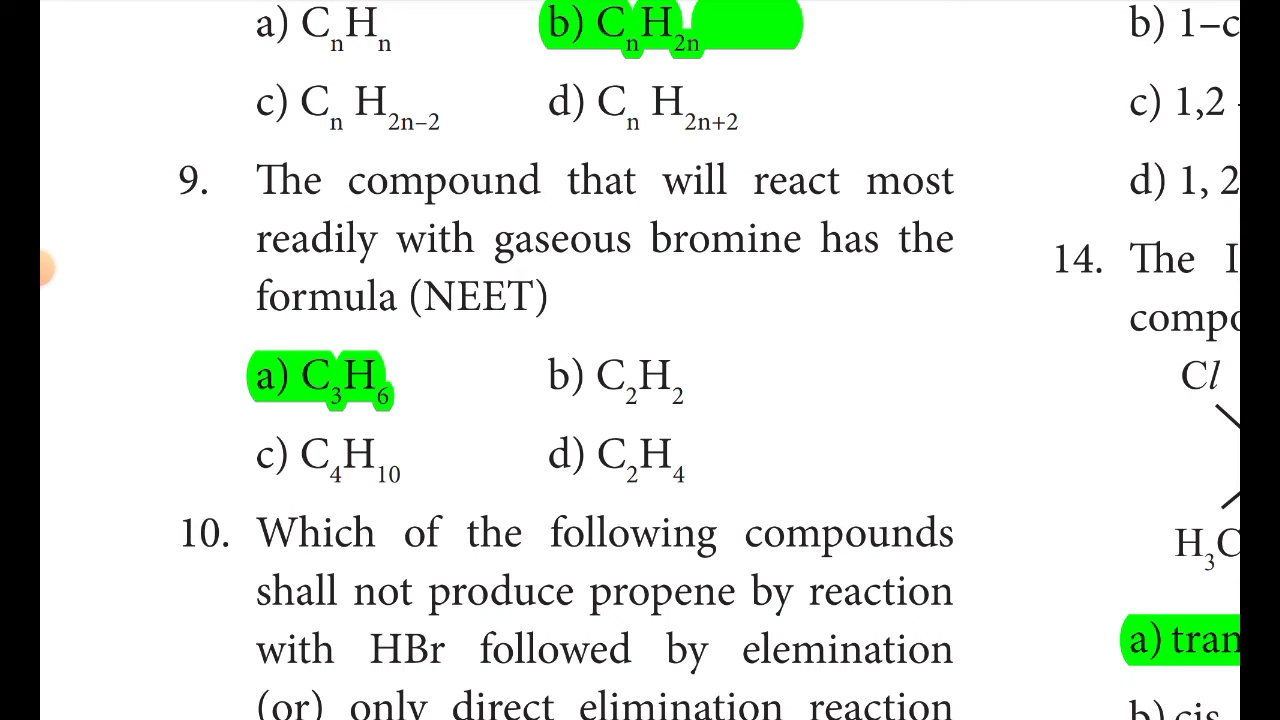 a) CₙHₙ b) CₙH₂ₙ
c) Cₙ H₂ₙ₋₂ d) Cₙ H₂ₙ₊₂
9. The compound that will react most
readily with gaseous bromine has the
formula (NEET)
a) C₃H₆ b) C₂H₂
c) C₄H₁₀ d) C₂H₄
10. Which of the following compounds
shall not produce propene by reaction
with HBr followed by elemination
(or) only direct elimination reaction
b) 1–c
c) 1,2
d) 1, 2
14. The I
compo
Cl
H₃C
a) tran
b) cis